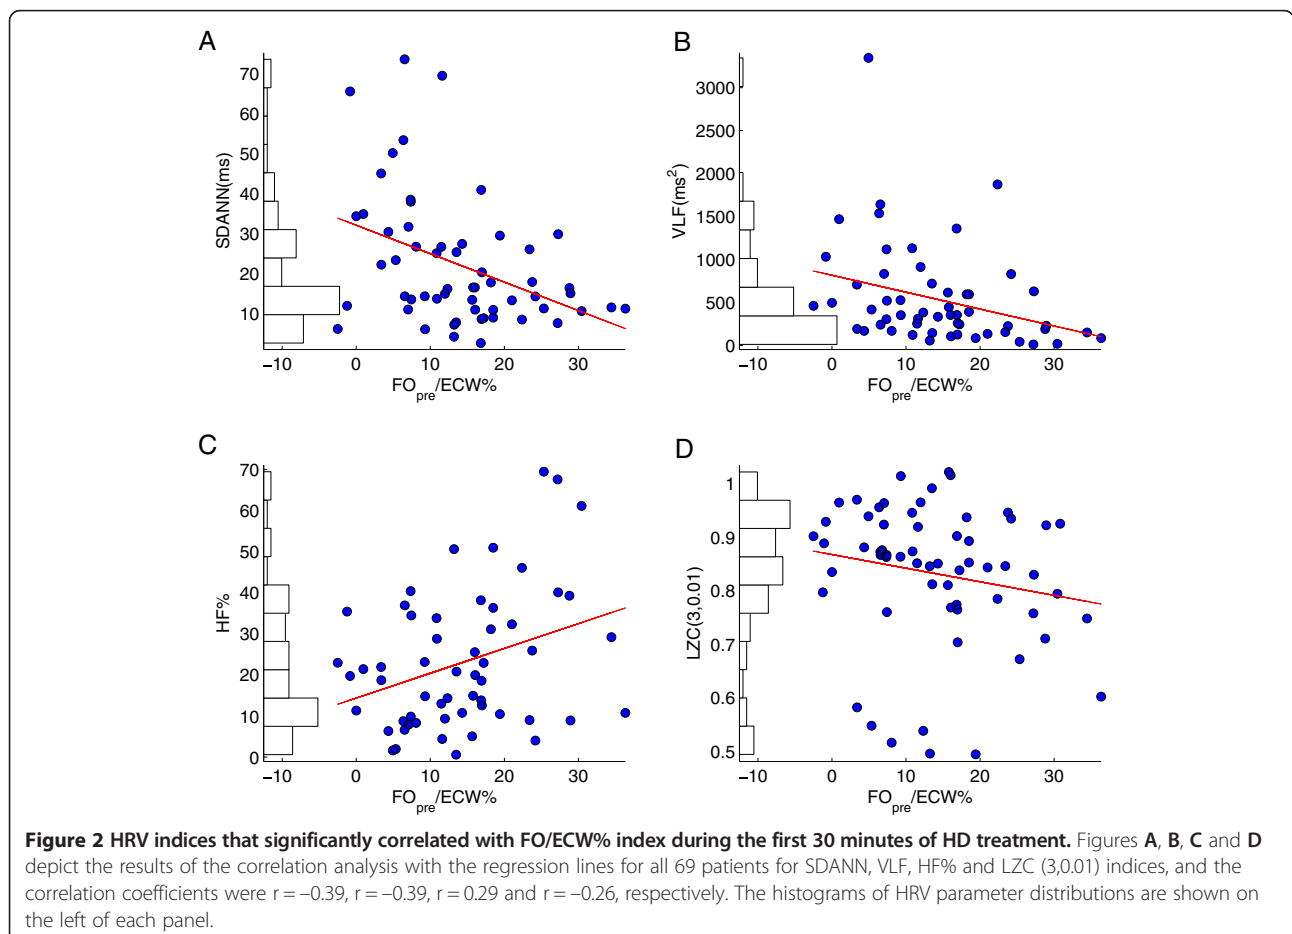 A
70
60
50
40
30
20
10
SDANN(ms)
−10 0 10 20 30
FOpre/ECW%
B
3000
2500
2000
1500
1000
500
0
VLF(ms²)
−10 0 10 20 30
FOpre/ECW%
C
70
60
50
40
30
20
10
0
HF%
−10 0 10 20 30
FOpre/ECW%
D
1
0.9
0.8
0.7
0.6
0.5
LZC(3,0.01)
−10 0 10 20 30
FOpre/ECW%
Figure 2 HRV indices that significantly correlated with FO/ECW% index during the first 30 minutes of HD treatment. Figures A, B, C and D
depict the results of the correlation analysis with the regression lines for all 69 patients for SDANN, VLF, HF% and LZC (3,0.01) indices, and the
correlation coefficients were r = −0.39, r = −0.39, r = 0.29 and r = −0.26, respectively. The histograms of HRV parameter distributions are shown on
the left of each panel.